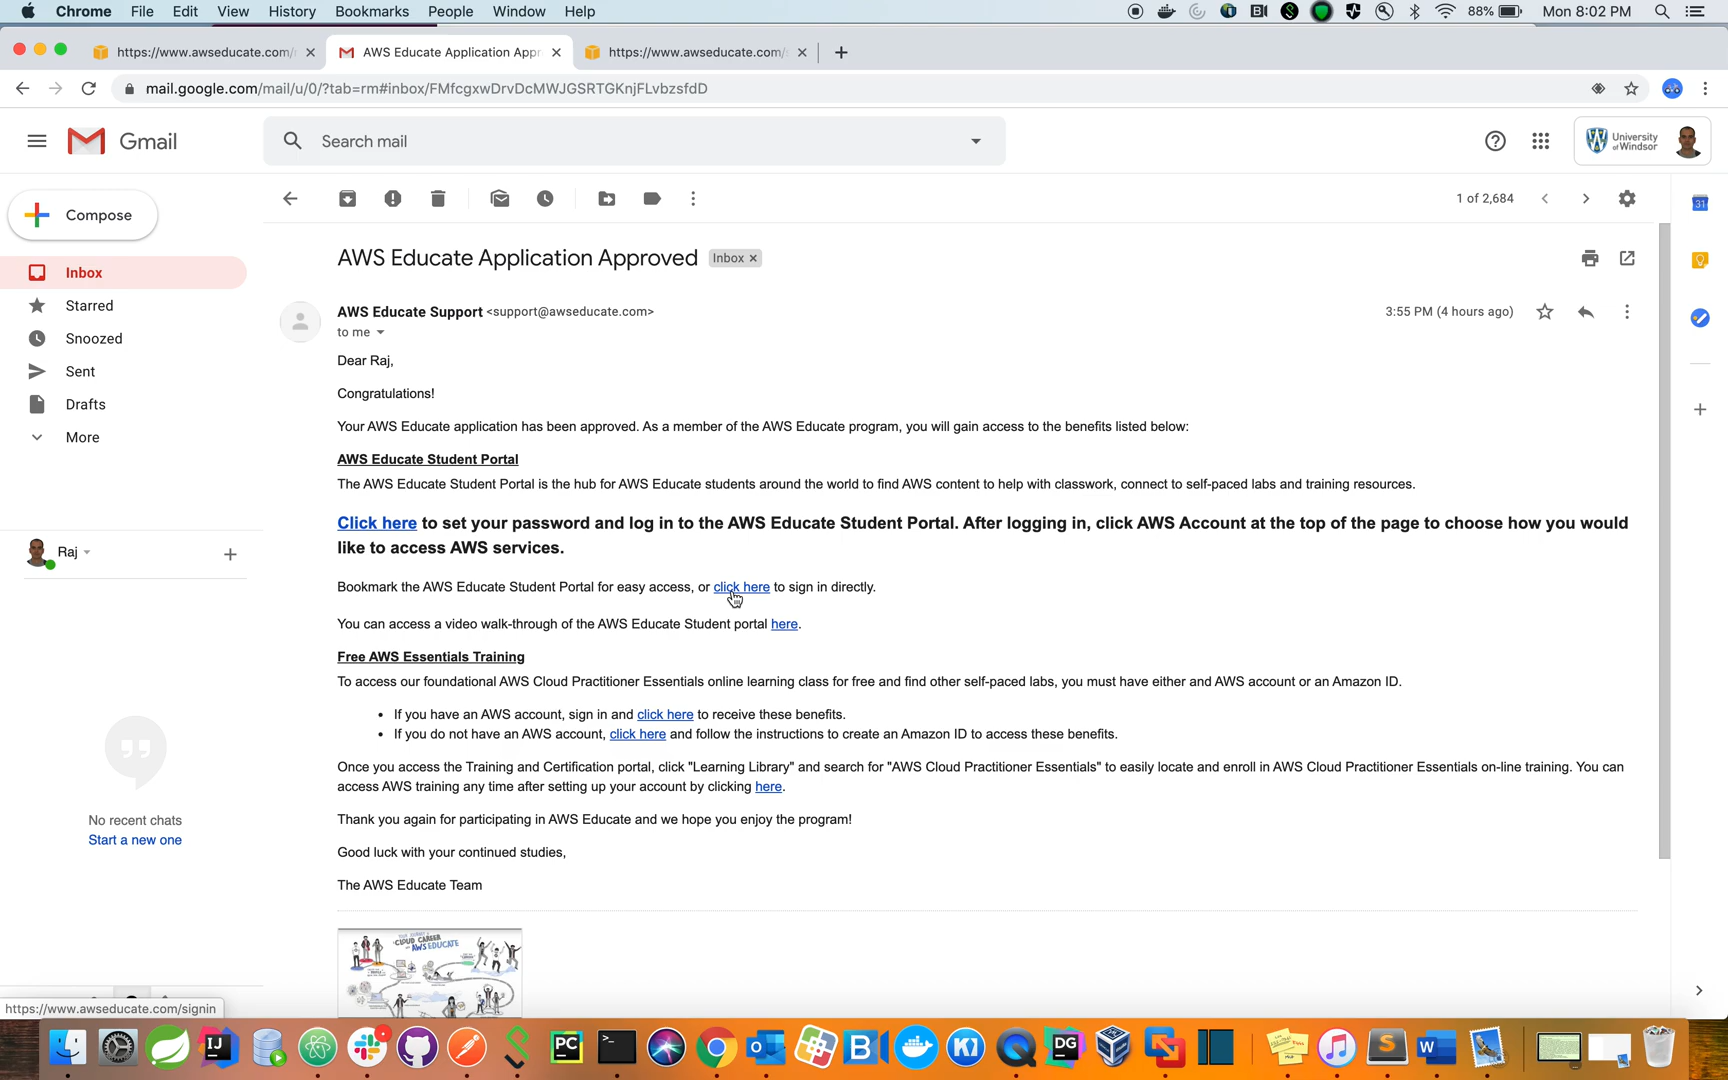 Chrome File Edit View History Bookmarks People Window Help 88% Mon 8:02 PM
https://www.awseducate.com/ AWS Educate Application Appr https://www.awseducate.com/
mail.google.com/mail/u/0/?tab=rm#inbox/FMfcgxwDrvDcMWJGSRTGKnjFLvbzsfdD
Gmail Search mail University of Windsor
Compose
1 of 2,684
31
Inbox
Starred
Snoozed
Sent
Drafts
More
Raj
No recent chats
Start a new one
AWS Educate Application Approved Inbox
AWS Educate Support <support@awseducate.com> 3:55 PM (4 hours ago)
to me
Dear Raj,
Congratulations!
Your AWS Educate application has been approved. As a member of the AWS Educate program, you will gain access to the benefits listed below:
AWS Educate Student Portal
The AWS Educate Student Portal is the hub for AWS Educate students around the world to find AWS content to help with classwork, connect to self-paced labs and training resources.
Click here to set your password and log in to the AWS Educate Student Portal. After logging in, click AWS Account at the top of the page to choose how you would
like to access AWS services.
Bookmark the AWS Educate Student Portal for easy access, or click here to sign in directly.
You can access a video walk-through of the AWS Educate Student portal here.
Free AWS Essentials Training
To access our foundational AWS Cloud Practitioner Essentials online learning class for free and find other self-paced labs, you must have either and AWS account or an Amazon ID.
• If you have an AWS account, sign in and click here to receive these benefits.
• If you do not have an AWS account, click here and follow the instructions to create an Amazon ID to access these benefits.
Once you access the Training and Certification portal, click "Learning Library" and search for "AWS Cloud Practitioner Essentials" to easily locate and enroll in AWS Cloud Practitioner Essentials on-line training. You can
access AWS training any time after setting up your account by clicking here.
Thank you again for participating in AWS Educate and we hope you enjoy the program!
Good luck with your continued studies,
The AWS Educate Team
CLOUD CAREER
AWS EDUCATE
https://www.awseducate.com/signin
IJ PC DG W